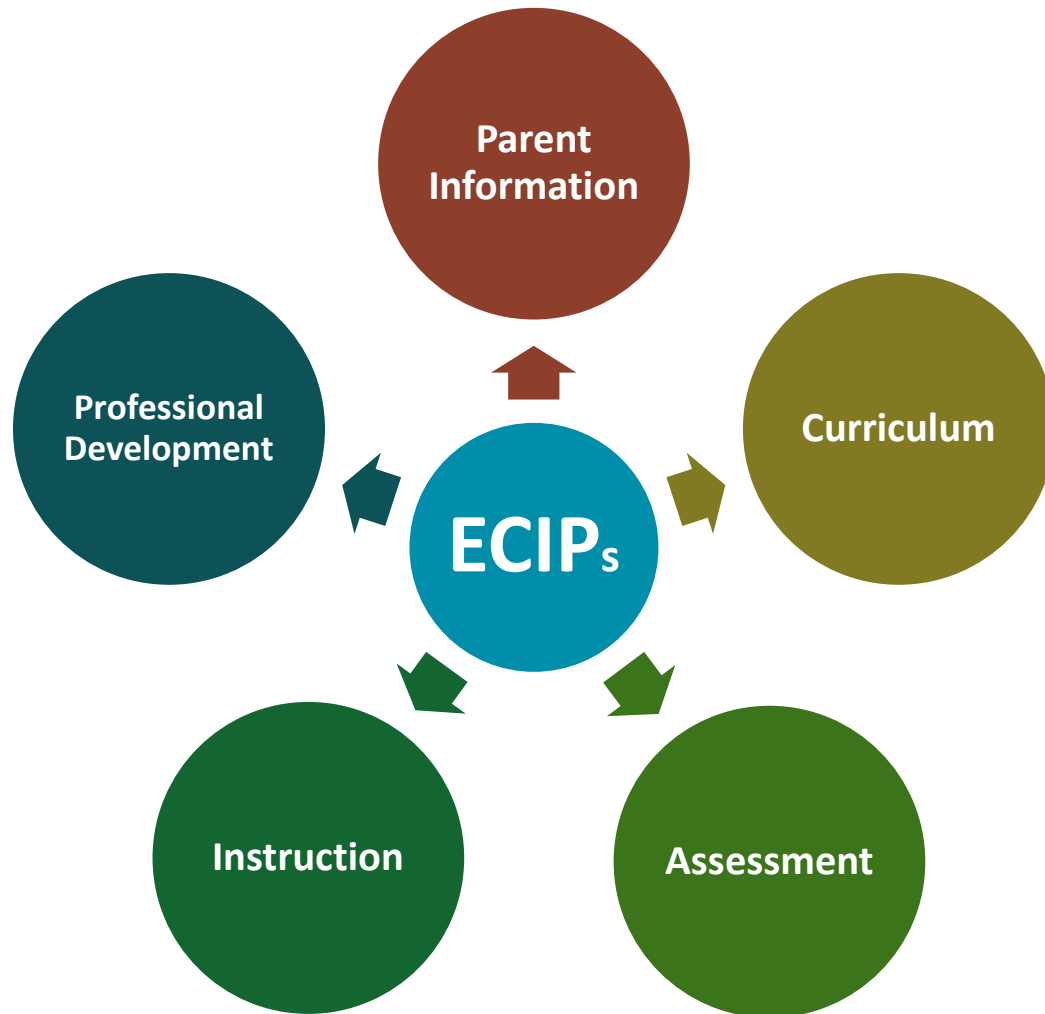 Parent
Information
Professional
Development
Curriculum
ECIPs
Instruction
Assessment